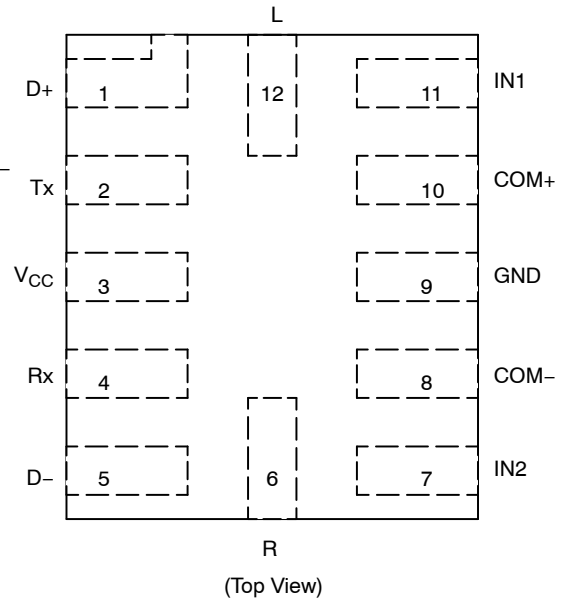 L
D+ 1 12 11 IN1
Tx 2 10 COM+
VCC 3 9 GND
Rx 4 8 COM−
D− 5 6 7 IN2
R
(Top View)